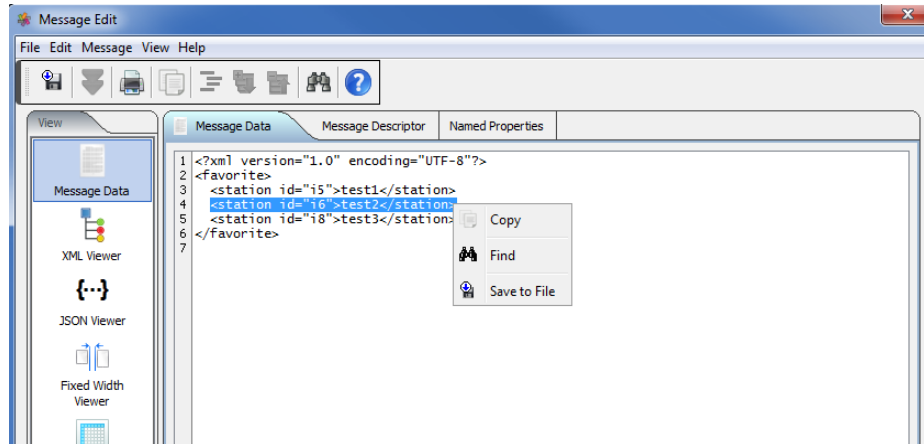 Message Edit
X
File Edit Message View Help
?
View
Message Data
XML Viewer
{···}
JSON Viewer
Fixed Width
Viewer
Message Data Message Descriptor Named Properties
1 <?xml version="1.0" encoding="UTF-8"?>
2 <favorite>
3 <station id="i5">test1</station>
4 <station id="i6">test2</station>
5 <station id="i8">test3</station>
6 </favorite>
7
Copy
Find
Save to File